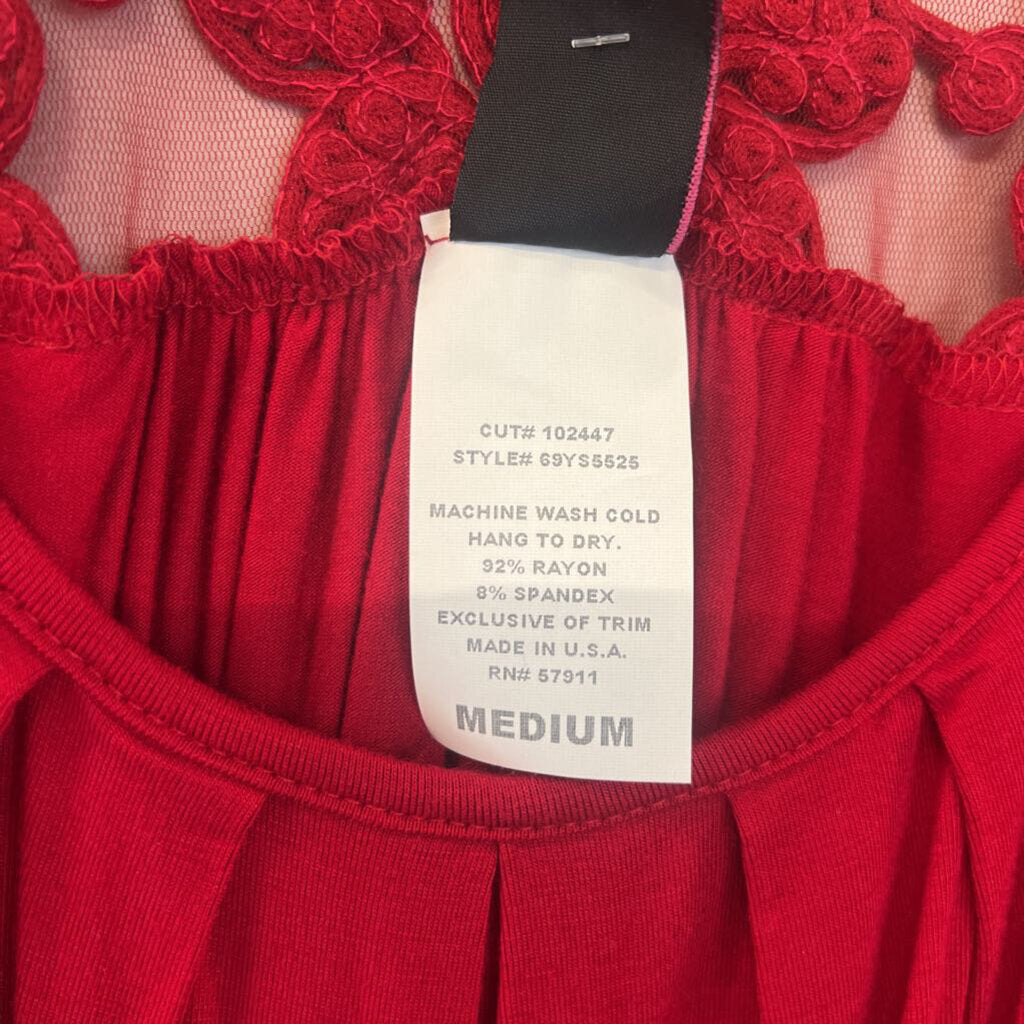 CUT# 102447
STYLE# 69YS5525
MACHINE WASH COLD
HANG TO DRY.
92% RAYON
8% SPANDEX
EXCLUSIVE OF TRIM
MADE IN U.S.A.
RN# 57911
MEDIUM